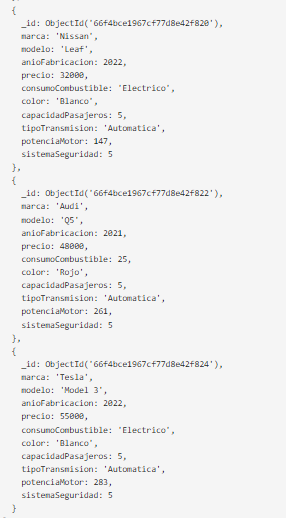 {
_id: ObjectId('66f4bce1967cf77d8e42f820'),
marca: 'Nissan',
modelo: 'Leaf',
anioFabricacion: 2022,
precio: 32000,
consumoCombustible: 'Electrico',
color: 'Blanco',
capacidadPasajeros: 5,
tipoTransmision: 'Automatica',
potenciaMotor: 147,
sistemaSeguridad: 5
},
{
_id: ObjectId('66f4bce1967cf77d8e42f822'),
marca: 'Audi',
modelo: 'Q5',
anioFabricacion: 2021,
precio: 48000,
consumoCombustible: 25,
color: 'Rojo',
capacidadPasajeros: 5,
tipoTransmision: 'Automatica',
potenciaMotor: 261,
sistemaSeguridad: 5
},
{
_id: ObjectId('66f4bce1967cf77d8e42f824'),
marca: 'Tesla',
modelo: 'Model 3',
anioFabricacion: 2022,
precio: 55000,
consumoCombustible: 'Electrico',
color: 'Blanco',
capacidadPasajeros: 5,
tipoTransmision: 'Automatica',
potenciaMotor: 283,
sistemaSeguridad: 5
}